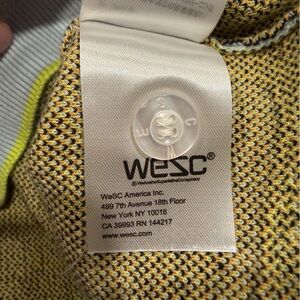 W E S C
WeSC®
©WeAretheSuperlativeConspiracy
WeSC America Inc.
499 7th Avenue 18th Floor
New York NY 10018
CA 39993 RN 144217
www.wesc.com